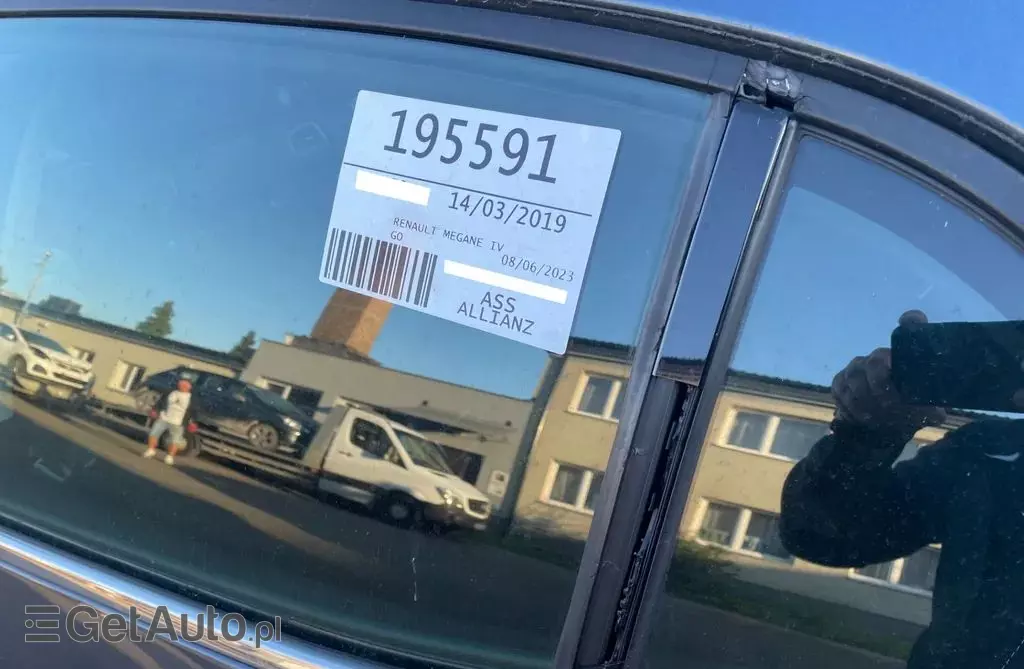 195591
14/03/2019
RENAULT MEGANE IV
GO
08/06/2023
ASS
ALLIANZ
GetAuto.pl